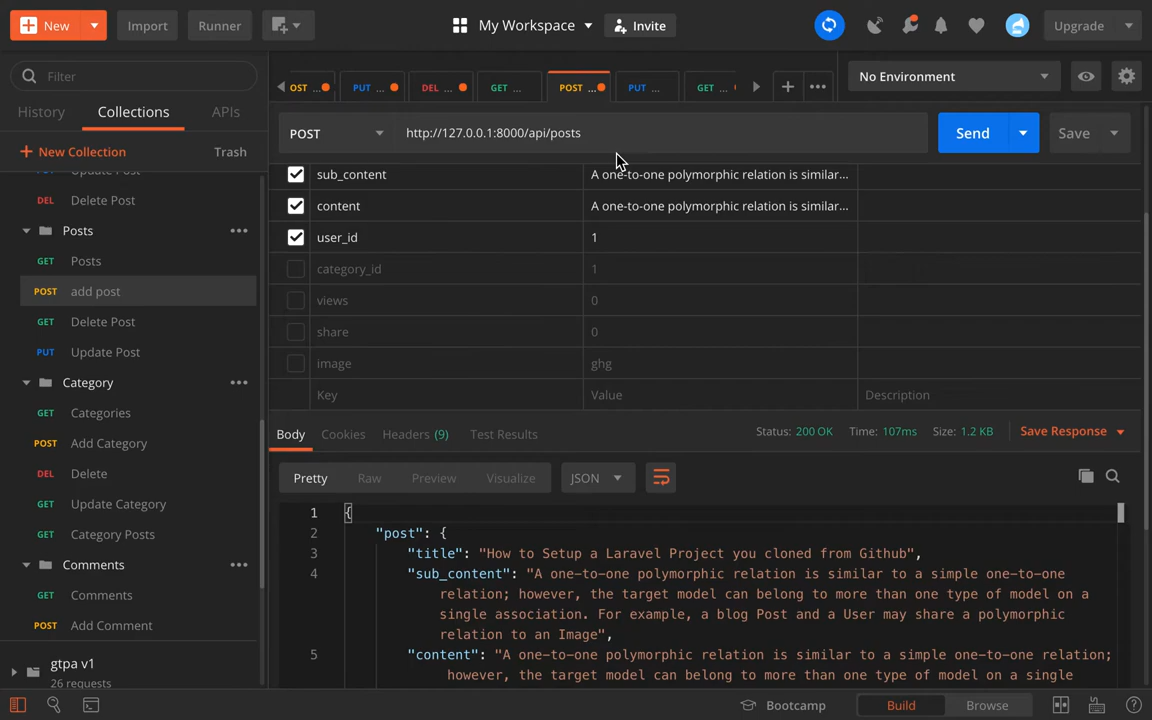 New
Import
Runner
My Workspace
Invite
Upgrade
Filter
OST ...
PUT ...
DEL ...
GET ...
POST ...
PUT ...
GET ...
No Environment
History
Collections
APIs
POST
http://127.0.0.1:8000/api/posts
Send
Save
New Collection
Trash
Update Post
DEL Delete Post
Posts
GET Posts
POST add post
GET Delete Post
PUT Update Post
Category
GET Categories
POST Add Category
DEL Delete
GET Update Category
GET Category Posts
Comments
GET Comments
POST Add Comment
gtpa v1
26 requests
sub_content A one-to-one polymorphic relation is similar...
content A one-to-one polymorphic relation is similar...
user_id 1
category_id 1
views 0
share 0
image ghg
Key Value Description
Body Cookies Headers (9) Test Results
Status: 200 OK Time: 107ms Size: 1.2 KB Save Response
Pretty Raw Preview Visualize JSON
1 {
2 "post": {
3 "title": "How to Setup a Laravel Project you cloned from Github",
4 "sub_content": "A one-to-one polymorphic relation is similar to a simple one-to-one
relation; however, the target model can belong to more than one type of model on a
single association. For example, a blog Post and a User may share a polymorphic
relation to an Image",
5 "content": "A one-to-one polymorphic relation is similar to a simple one-to-one relation;
however, the target model can belong to more than one type of model on a single
Bootcamp
Build
Browse